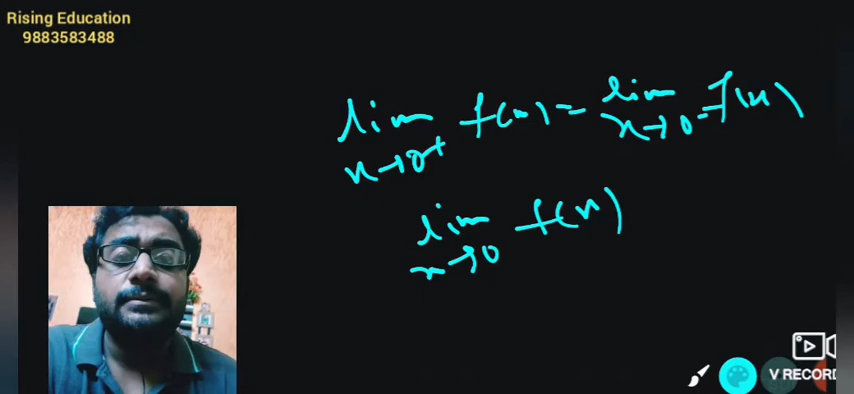 Rising Education
9883583488
lim f(x) = lim f(x)
x→0+ x→0-
lim f(x)
x→0
V RECORD